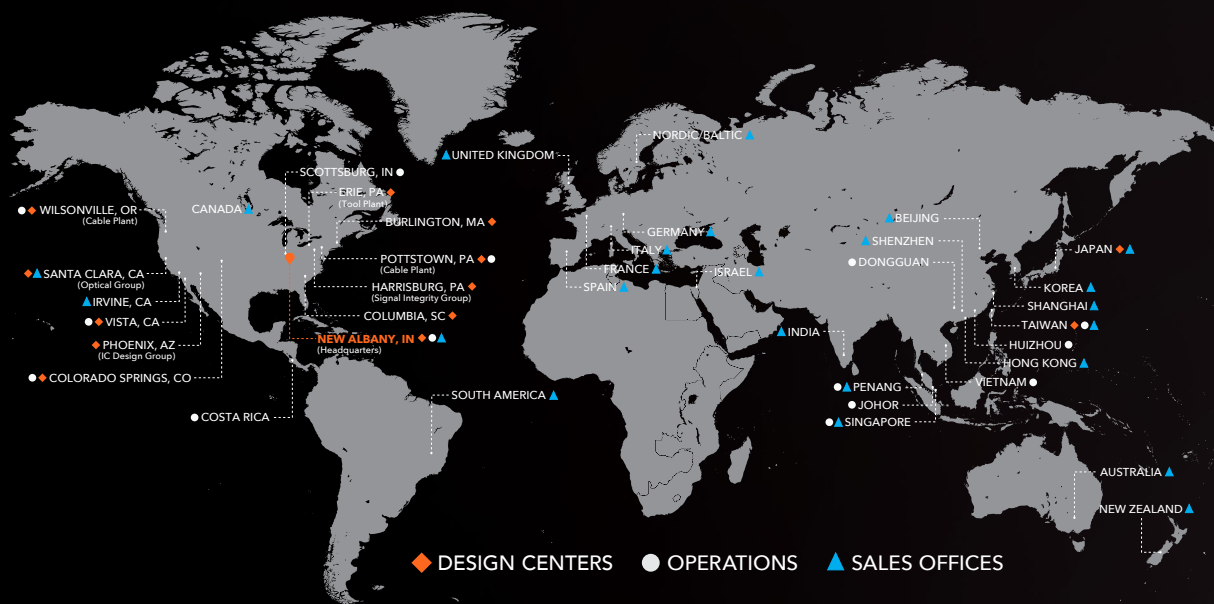 NORDIC/BALTIC
UNITED KINGDOM
SCOTTSBURG, IN
ERIE, PA
(Tool Plant)
WILSONVILLE, OR
(Cable Plant)
CANADA
BURLINGTON, MA
GERMANY
BEIJING
SHENZHEN
ITALY
JAPAN
POTTSTOWN, PA
(Cable Plant)
DONGGUAN
FRANCE
ISRAEL
SANTA CLARA, CA
(Optical Group)
HARRISBURG, PA
(Signal Integrity Group)
SPAIN
KOREA
IRVINE, CA
SHANGHAI
COLUMBIA, SC
VISTA, CA
TAIWAN
INDIA
NEW ALBANY, IN
(Headquarters)
PHOENIX, AZ
(IC Design Group)
HUIZHOU
HONG KONG
COLORADO SPRINGS, CO
VIETNAM
PENANG
SOUTH AMERICA
JOHOR
COSTA RICA
SINGAPORE
AUSTRALIA
NEW ZEALAND
DESIGN CENTERS
OPERATIONS
SALES OFFICES